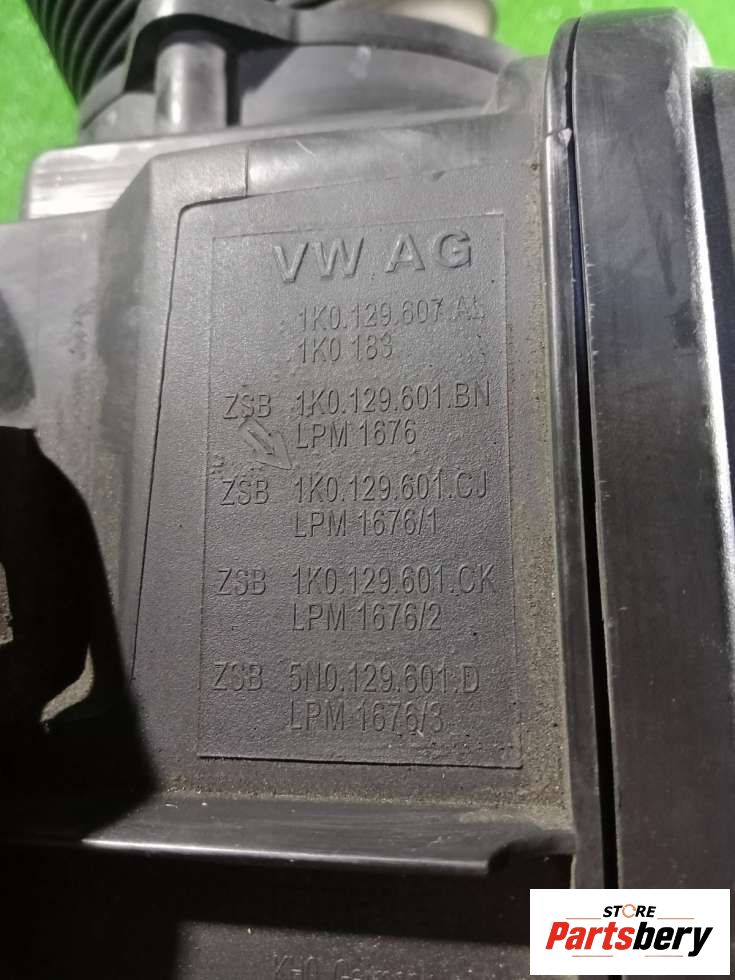 VW AG
1K0.129.607.AL
1K0 183
ZSB 1K0.129.601.BN
LPM 1676
ZSB 1K0.129.601.CJ
LPM 1676/1
ZSB 1K0.129.601.CK
LPM 1676/2
ZSB 5N0.129.601.D
LPM 1676/3
STORE
Partsbery